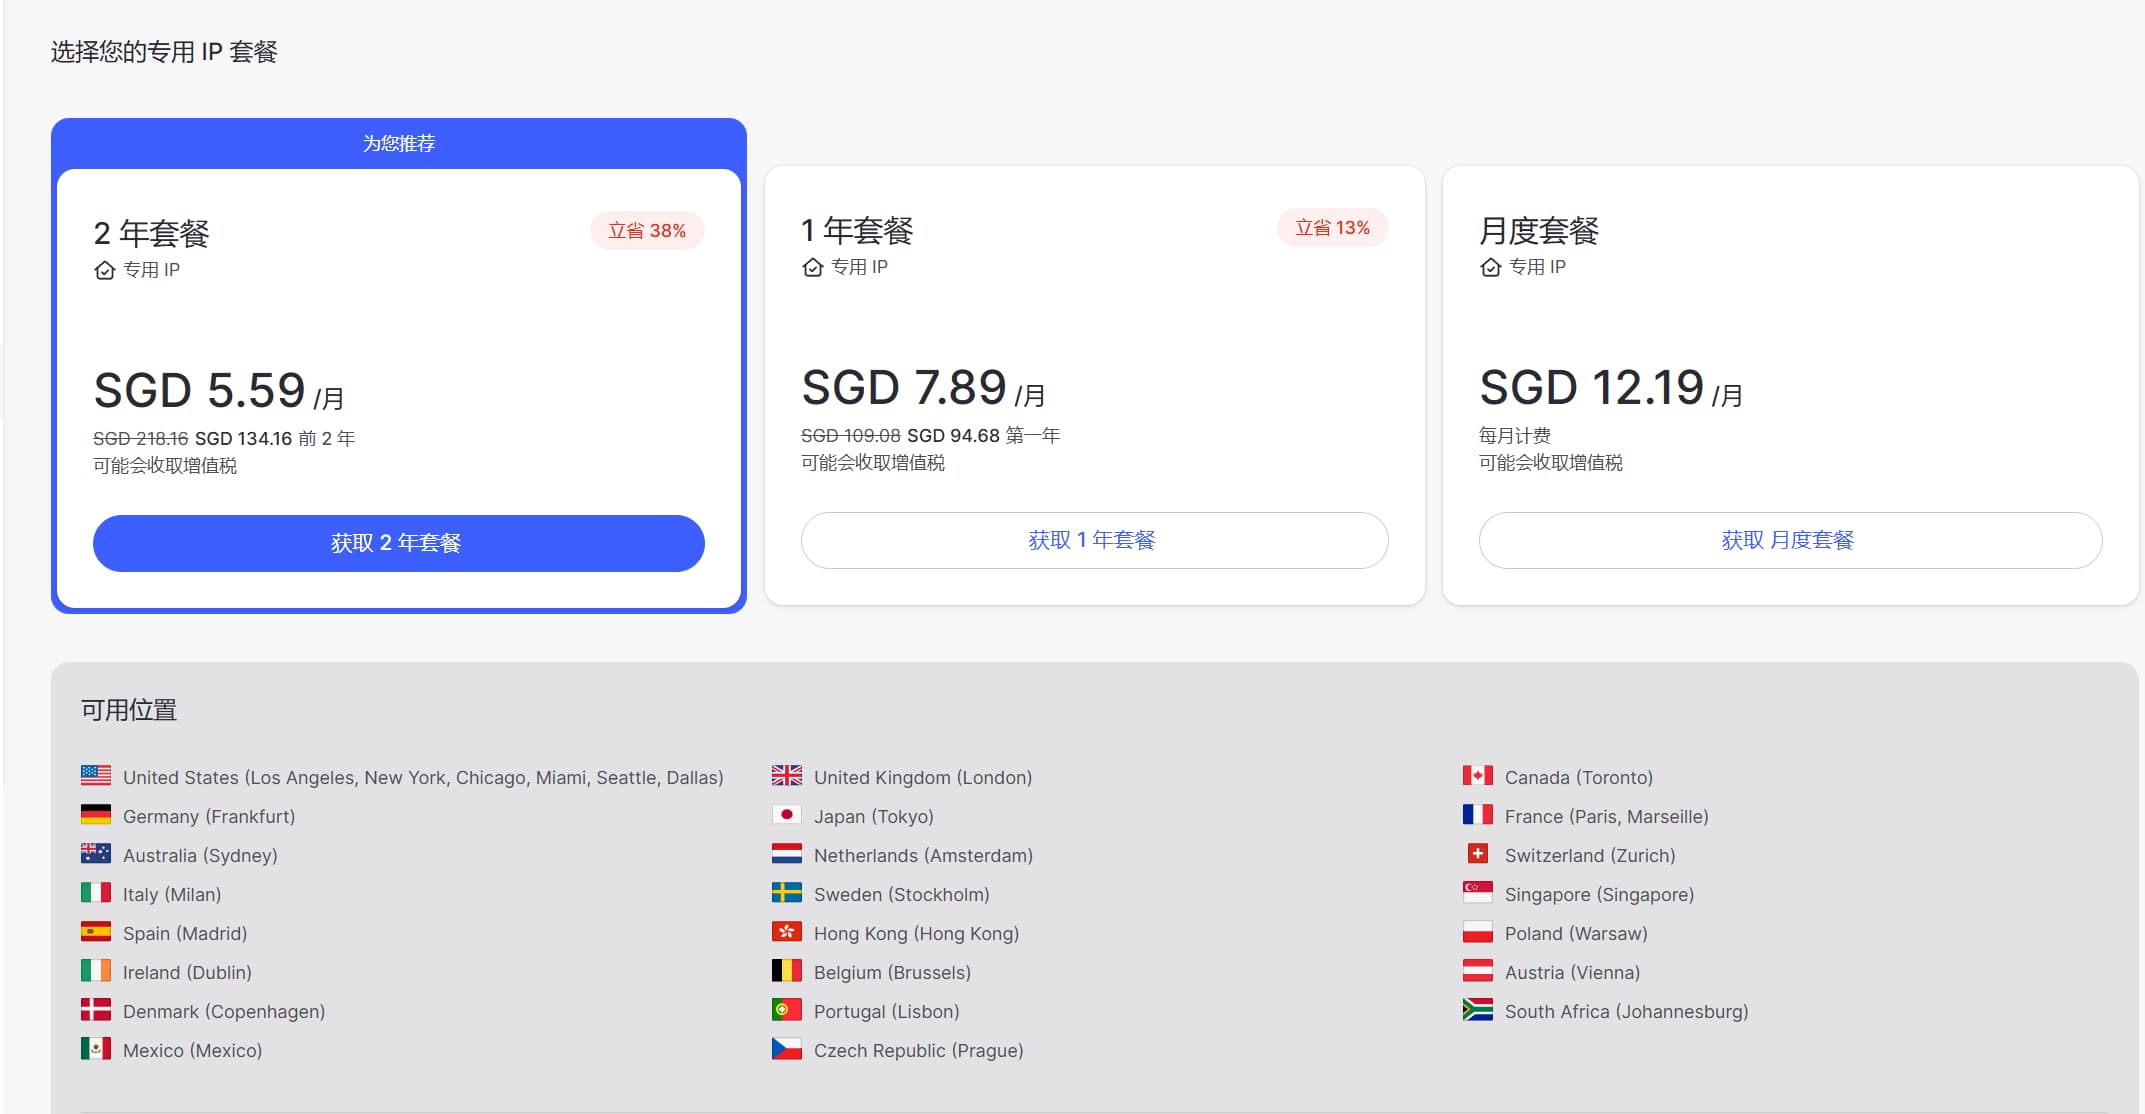 选择您的专用 IP 套餐
为您推荐
2 年套餐
立省 38%
专用 IP
SGD 5.59 /月
SGD 218.16 SGD 134.16 前 2 年
可能会收取增值税
获取 2 年套餐
1 年套餐
立省 13%
专用 IP
SGD 7.89 /月
SGD 109.08 SGD 94.68 第一年
可能会收取增值税
获取 1 年套餐
月度套餐
专用 IP
SGD 12.19 /月
每月计费
可能会收取增值税
获取 月度套餐
可用位置
United States (Los Angeles, New York, Chicago, Miami, Seattle, Dallas)
United Kingdom (London)
Canada (Toronto)
Germany (Frankfurt)
Japan (Tokyo)
France (Paris, Marseille)
Australia (Sydney)
Netherlands (Amsterdam)
Switzerland (Zurich)
Italy (Milan)
Sweden (Stockholm)
Singapore (Singapore)
Spain (Madrid)
Hong Kong (Hong Kong)
Poland (Warsaw)
Ireland (Dublin)
Belgium (Brussels)
Austria (Vienna)
Denmark (Copenhagen)
Portugal (Lisbon)
South Africa (Johannesburg)
Mexico (Mexico)
Czech Republic (Prague)